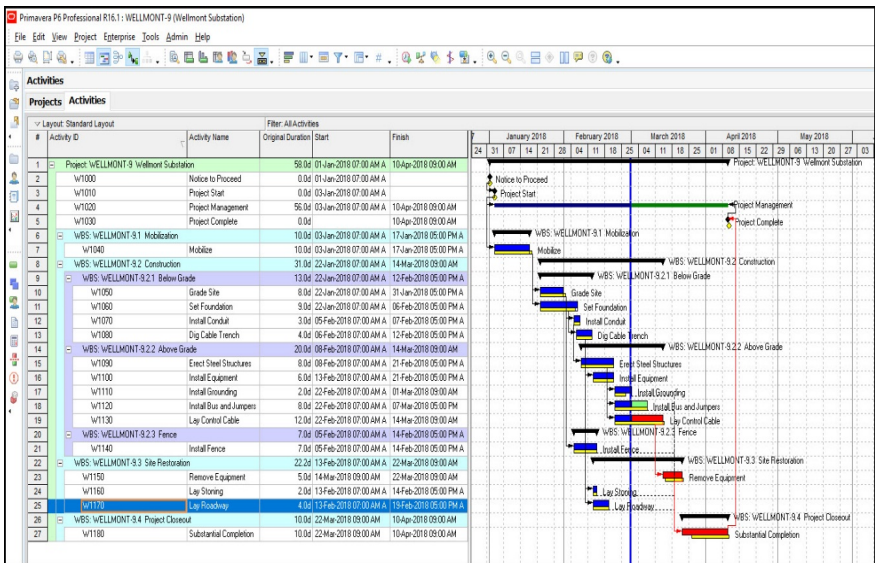 Primavera P6 Professional R16.1 : WELLMONT-9 (Wellmont Substation)
File Edit View Project Enterprise Tools Admin Help
Activities
Projects Activities
Layout: Standard Layout Filter: All Activities
# Activity ID Activity Name Original Duration Start Finish January 2018 February 2018 March 2018 April 2018 May 2018
24 31 07 14 21 28 04 11 18 25 04 11 18 25 01 08 15 22 29 06 13 20 27 03
1 Project: WELLMONT-9 Wellmont Substation 58.0d 01-Jan-2018 07:00 AM A 10-Apr-2018 09:00 AM Project: WELLMONT-9 Wellmont Substation
2 W1000 Notice to Proceed 0.0d 01-Jan-2018 07:00 AM A Notice to Proceed
3 W1010 Project Start 0.0d 03-Jan-2018 07:00 AM A Project Start
4 W1020 Project Management 56.0d 03-Jan-2018 07:00 AM A 10-Apr-2018 09:00 AM Project Management
5 W1030 Project Complete 0.0d 10-Apr-2018 09:00 AM Project Complete
6 WBS: WELLMONT-9.1 Mobilization 10.0d 03-Jan-2018 07:00 AM A 17-Jan-2018 05:00 PM A WBS: WELLMONT-9.1 Mobilization
7 W1040 Mobilize 10.0d 03-Jan-2018 07:00 AM A 17-Jan-2018 05:00 PM A Mobilize
8 WBS: WELLMONT-9.2 Construction 31.0d 22-Jan-2018 07:00 AM A 14-Mar-2018 09:00 AM WBS: WELLMONT-9.2 Construction
9 WBS: WELLMONT-9.2.1 Below Grade 13.0d 22-Jan-2018 07:00 AM A 12-Feb-2018 05:00 PM A WBS: WELLMONT-9.2.1 Below Grade
10 W1050 Grade Site 8.0d 22-Jan-2018 07:00 AM A 31-Jan-2018 05:00 PM A Grade Site
11 W1060 Set Foundation 9.0d 22-Jan-2018 07:00 AM A 06-Feb-2018 05:00 PM A Set Foundation
12 W1070 Install Conduit 3.0d 05-Feb-2018 07:00 AM A 07-Feb-2018 05:00 PM A Install Conduit
13 W1080 Dig Cable Trench 4.0d 06-Feb-2018 07:00 AM A 12-Feb-2018 05:00 PM A Dig Cable Trench
14 WBS: WELLMONT-9.2.2 Above Grade 20.0d 08-Feb-2018 07:00 AM A 14-Mar-2018 09:00 AM WBS: WELLMONT-9.2.2 Above Grade
15 W1090 Erect Steel Structures 8.0d 08-Feb-2018 07:00 AM A 21-Feb-2018 05:00 PM A Erect Steel Structures
16 W1100 Install Equipment 6.0d 13-Feb-2018 07:00 AM A 21-Feb-2018 05:00 PM A Install Equipment
17 W1110 Install Grounding 2.0d 22-Feb-2018 07:00 AM A 01-Mar-2018 09:00 AM Install Grounding
18 W1120 Install Bus and Jumpers 8.0d 22-Feb-2018 07:00 AM A 07-Mar-2018 05:00 PM Install Bus and Jumpers
19 W1130 Lay Control Cable 12.0d 22-Feb-2018 07:00 AM A 14-Mar-2018 09:00 AM Lay Control Cable
20 WBS: WELLMONT-9.2.3 Fence 7.0d 05-Feb-2018 07:00 AM A 14-Feb-2018 05:00 PM A WBS: WELLMONT-9.2.3 Fence
21 W1140 Install Fence 7.0d 05-Feb-2018 07:00 AM A 14-Feb-2018 05:00 PM A Install Fence
22 WBS: WELLMONT-9.3 Site Restoration 22.2d 13-Feb-2018 07:00 AM A 22-Mar-2018 09:00 AM WBS: WELLMONT-9.3 Site Restoration
23 W1150 Remove Equipment 5.0d 14-Mar-2018 09:00 AM 22-Mar-2018 09:00 AM Remove Equipment
24 W1160 Lay Stoning 2.0d 13-Feb-2018 07:00 AM A 14-Feb-2018 05:00 PM A Lay Stoning
25 W1170 Lay Roadway 4.0d 13-Feb-2018 07:00 AM A 19-Feb-2018 05:00 PM A Lay Roadway
26 WBS: WELLMONT-9.4 Project Closeout 10.0d 22-Mar-2018 09:00 AM 10-Apr-2018 09:00 AM WBS: WELLMONT-9.4 Project Closeout
27 W1180 Substantial Completion 10.0d 22-Mar-2018 09:00 AM 10-Apr-2018 09:00 AM Substantial Completion